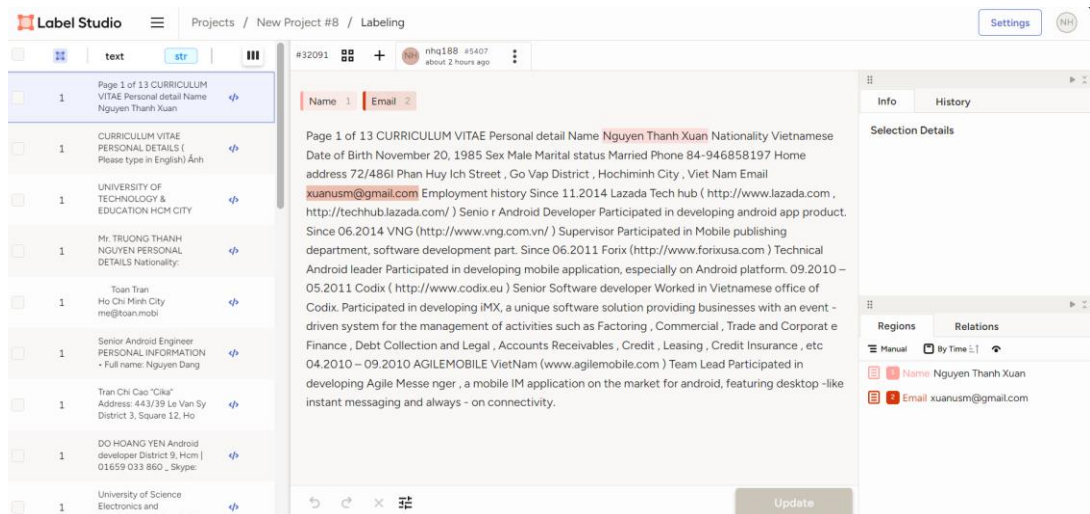 Label Studio
Projects / New Project #8 / Labeling
Settings
NH
text str
1
Page 1 of 13 CURRICULUM
VITAE Personal detail Name
Nguyen Thanh Xuan
1
CURRICULUM VITAE
PERSONAL DETAILS (
Please type in English) Ảnh
1
UNIVERSITY OF
TECHNOLOGY &
EDUCATION HCM CITY
1
Mr. TRUONG THANH
NGUYEN PERSONAL
DETAILS Nationality:
1
Toan Tran
Ho Chi Minh City
me@toan.mobi
1
Senior Android Engineer
PERSONAL INFORMATION
• Full name: Nguyen Dang
1
Tran Chi Cao "Cika"
Address: 443/39 Le Van Sy
District 3, Square 12, Ho
1
DO HOANG YEN Android
developer District 9, Hcm |
01659 033 860 _ Skype:
1
University of Science
Electronics and
#32091
NH
nhq188 #5407
about 2 hours ago
Name 1
Email 2
Page 1 of 13 CURRICULUM VITAE Personal detail Name Nguyen Thanh Xuan Nationality Vietnamese
Date of Birth November 20, 1985 Sex Male Marital status Married Phone 84-946858197 Home
address 72/486I Phan Huy Ich Street , Go Vap District , Hochiminh City , Viet Nam Email
xuanusm@gmail.com Employment history Since 11.2014 Lazada Tech hub ( http://www.lazada.com ,
http://techhub.lazada.com/ ) Senio r Android Developer Participated in developing android app product.
Since 06.2014 VNG (http://www.vng.com.vn/ ) Supervisor Participated in Mobile publishing
department, software development part. Since 06.2011 Forix (http://www.forixusa.com ) Technical
Android leader Participated in developing mobile application, especially on Android platform. 09.2010 –
05.2011 Codix ( http://www.codix.eu ) Senior Software developer Worked in Vietnamese office of
Codix. Participated in developing iMX, a unique software solution providing businesses with an event -
driven system for the management of activities such as Factoring , Commercial , Trade and Corporat e
Finance , Debt Collection and Legal , Accounts Receivables , Credit , Leasing , Credit Insurance , etc
04.2010 – 09.2010 AGILEMOBILE VietNam (www.agilemobile.com ) Team Lead Participated in
developing Agile Messe nger , a mobile IM application on the market for android, featuring desktop -like
instant messaging and always - on connectivity.
Update
Info History
Selection Details
Regions Relations
Manual By Time
1 Name Nguyen Thanh Xuan
2 Email xuanusm@gmail.com